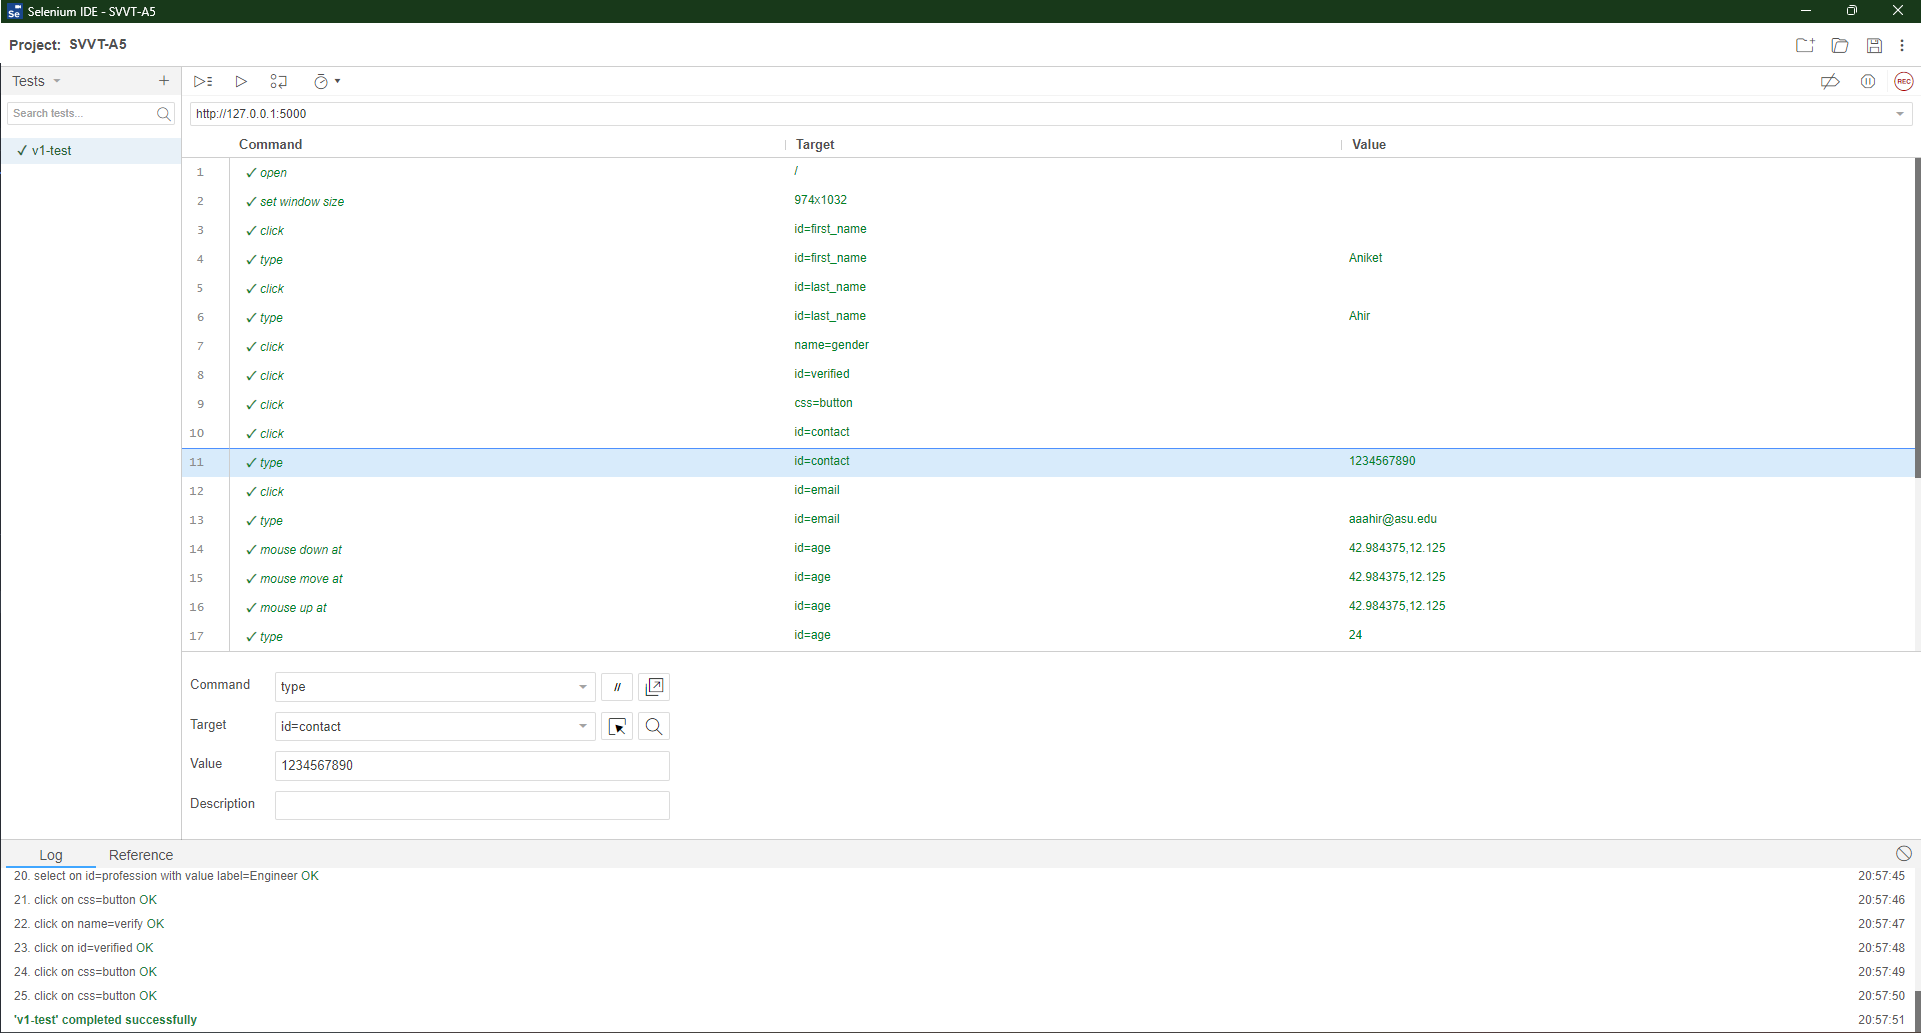 Selenium IDE - SVVT-A5
Project: SVVT-A5
Tests
Search tests...
✓ v1-test
REC
http://127.0.0.1:5000
Command Target Value
1 ✓ open /
2 ✓ set window size 974x1032
3 ✓ click id=first_name
4 ✓ type id=first_name Aniket
5 ✓ click id=last_name
6 ✓ type id=last_name Ahir
7 ✓ click name=gender
8 ✓ click id=verified
9 ✓ click css=button
10 ✓ click id=contact
11 ✓ type id=contact 1234567890
12 ✓ click id=email
13 ✓ type id=email aaahir@asu.edu
14 ✓ mouse down at id=age 42.984375,12.125
15 ✓ mouse move at id=age 42.984375,12.125
16 ✓ mouse up at id=age 42.984375,12.125
17 ✓ type id=age 24
Command type //
Target id=contact
Value 1234567890
Description
Log Reference
20. select on id=profession with value label=Engineer OK 20:57:45
21. click on css=button OK 20:57:46
22. click on name=verify OK 20:57:47
23. click on id=verified OK 20:57:48
24. click on css=button OK 20:57:49
25. click on css=button OK 20:57:50
'v1-test' completed successfully 20:57:51